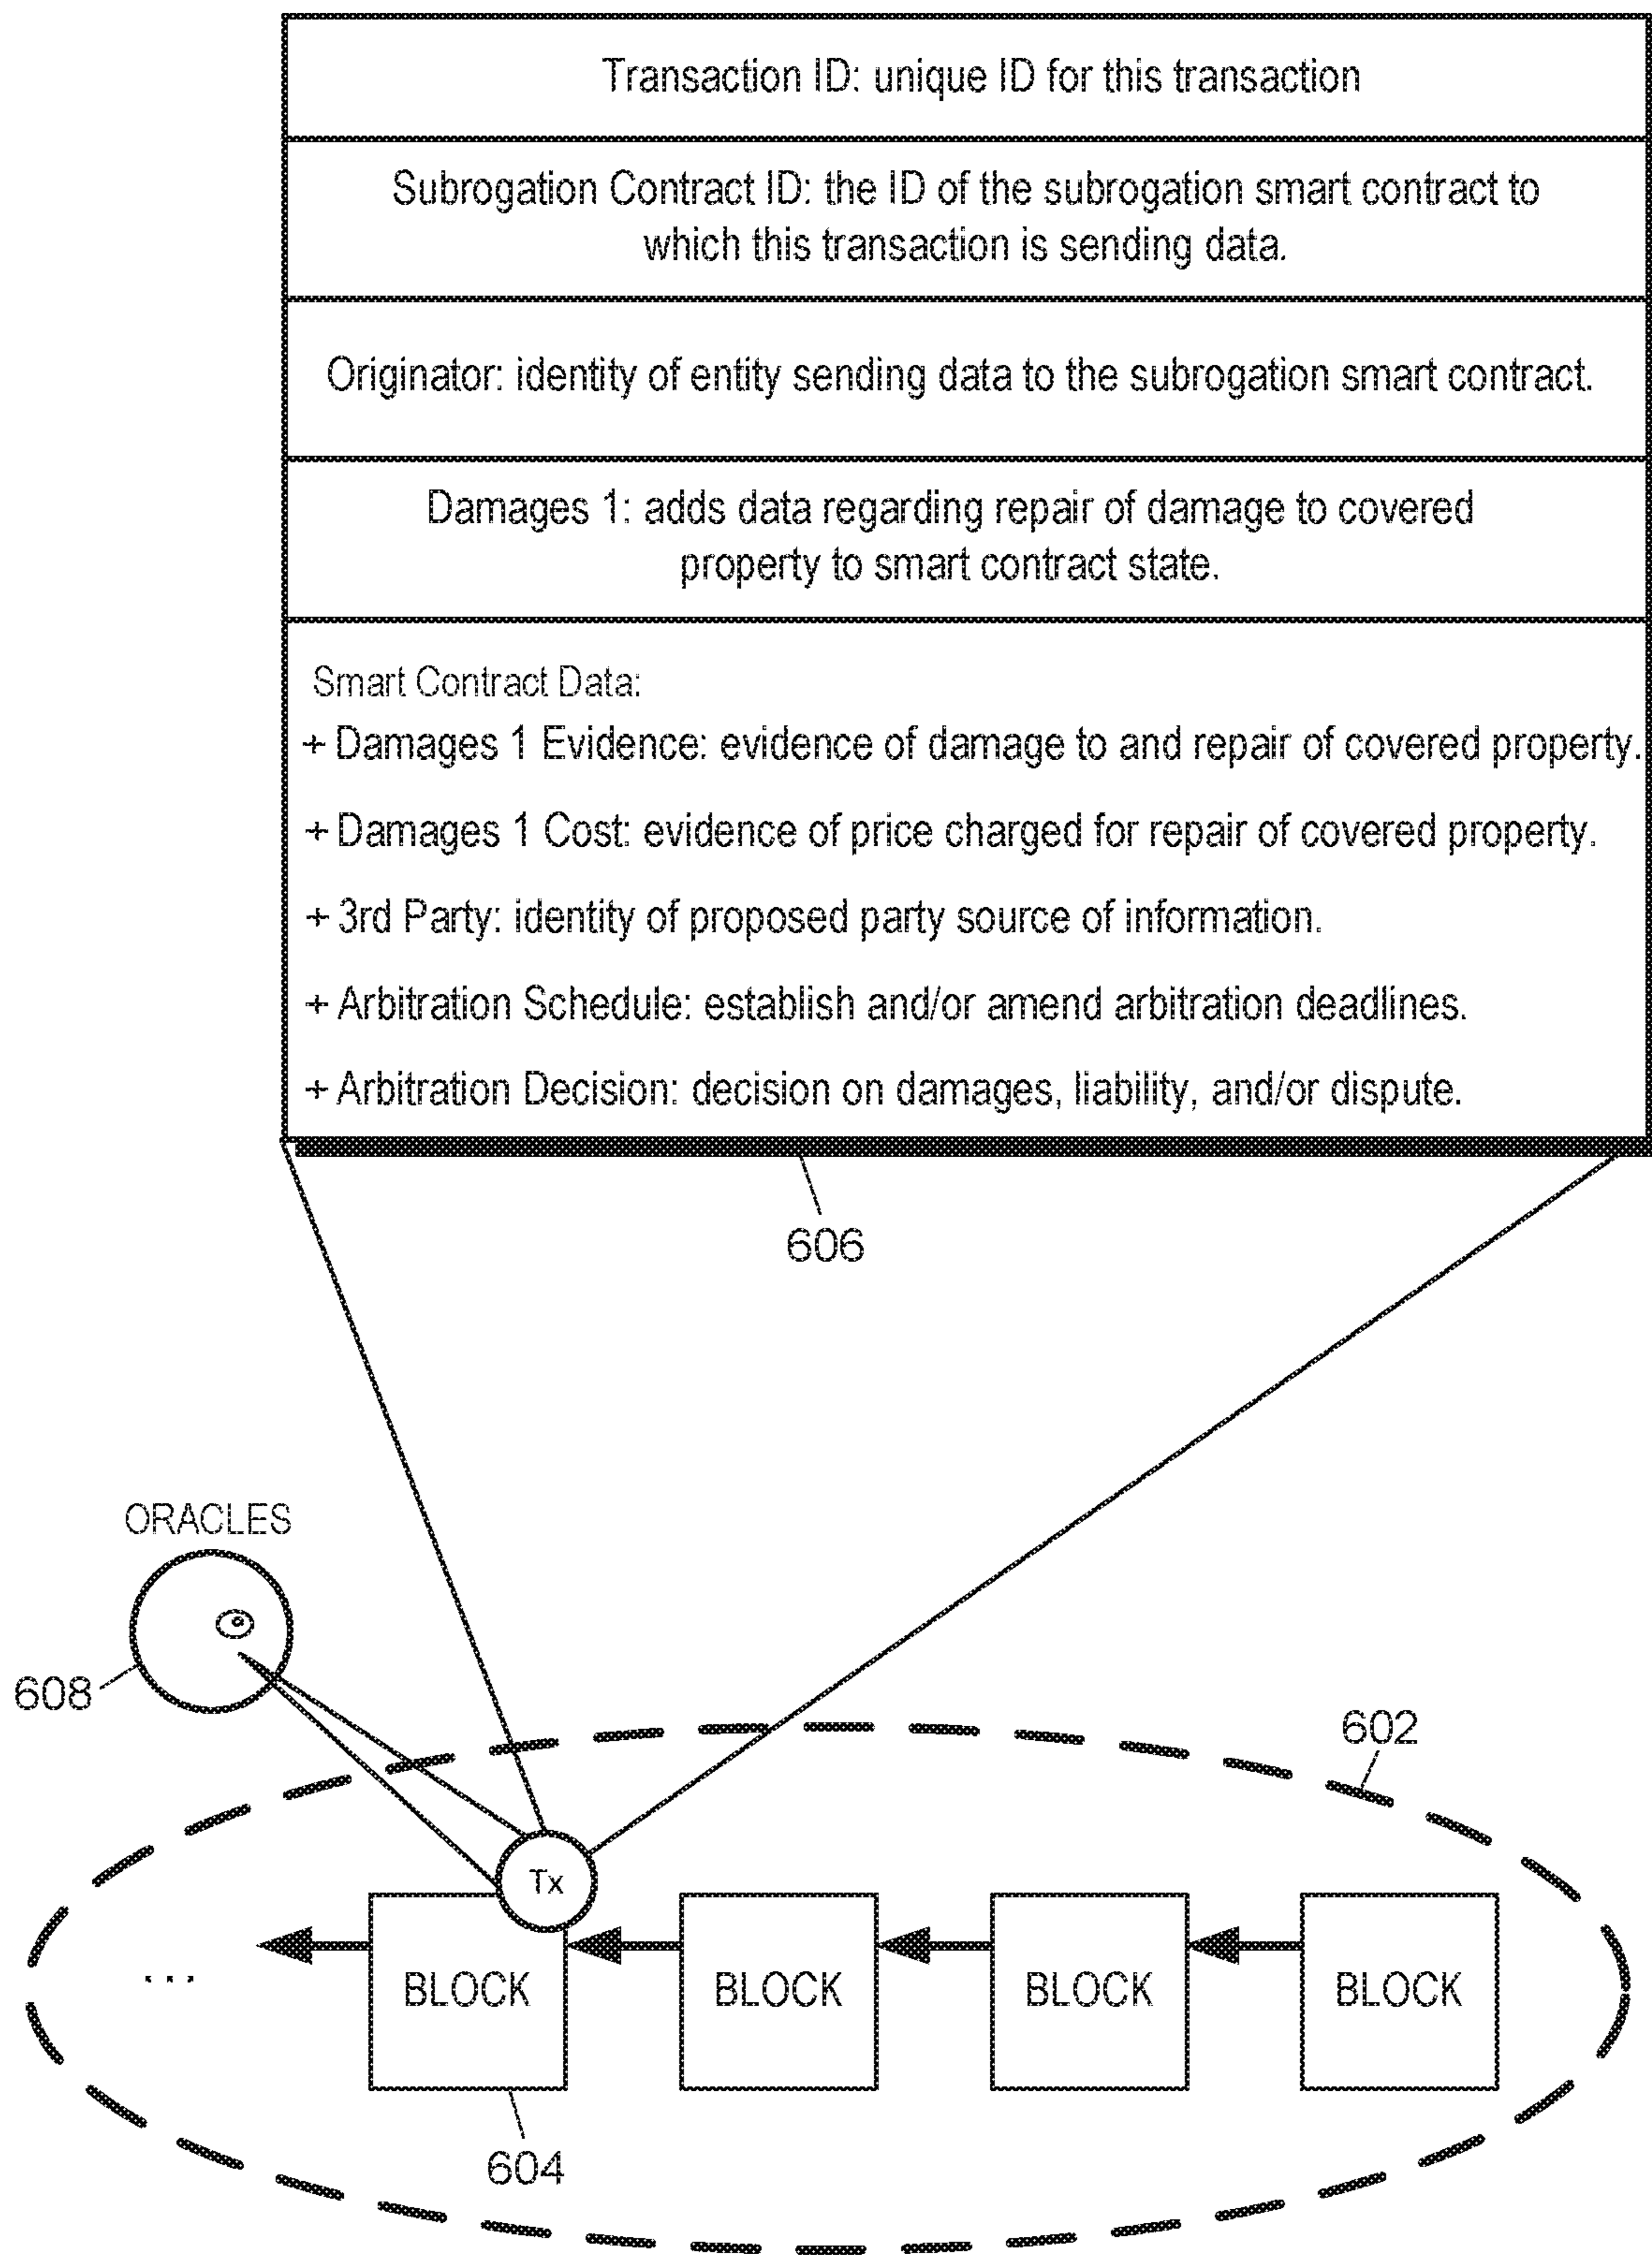 Transaction ID: unique ID for this transaction
Subrogation Contract ID: the ID of the subrogation smart contract to
which this transaction is sending data.
Originator: identity of entity sending data to the subrogation smart contract.
Damages 1: adds data regarding repair of damage to covered
property to smart contract state.
Smart Contract Data:
+ Damages 1 Evidence: evidence of damage to and repair of covered property.
+ Damages 1 Cost: evidence of price charged for repair of covered property.
+ 3rd Party: identity of proposed party source of information.
+ Arbitration Schedule: establish and/or amend arbitration deadlines.
+ Arbitration Decision: decision on damages, liability, and/or dispute.
606
ORACLES
608
602
Tx
... BLOCK BLOCK BLOCK BLOCK
604